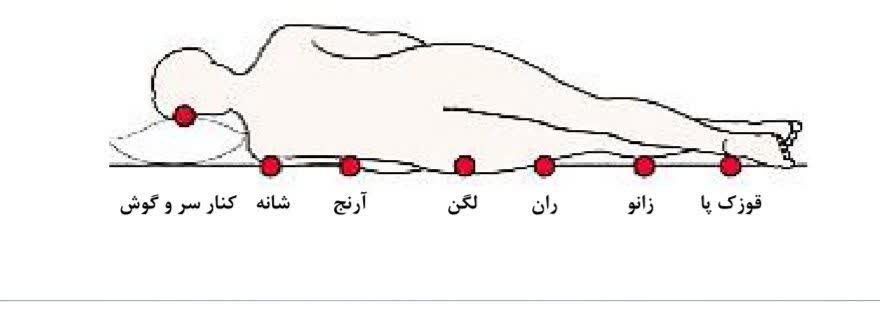 قوزک پا زانو ران لگن آرنج شانه کنار سر و گوش